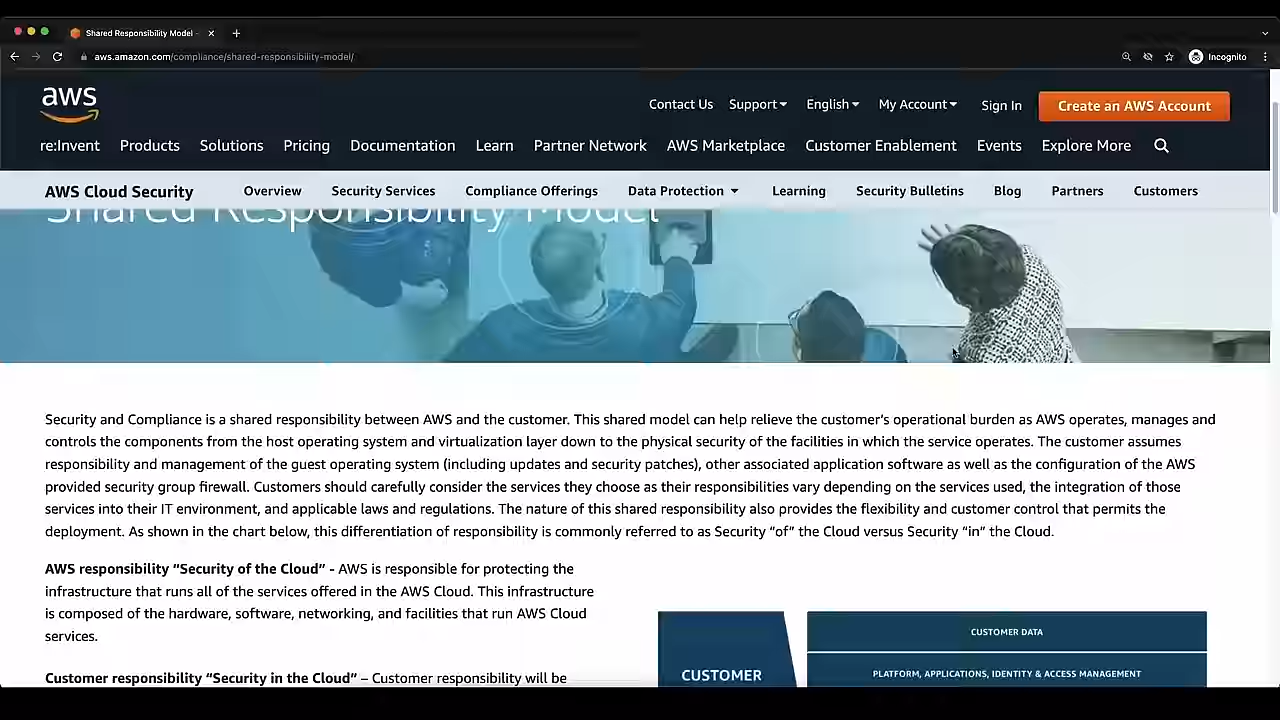 Shared Responsibility Model -
aws.amazon.com/compliance/shared-responsibility-model/
Incognito
aws
Contact Us Support English My Account Sign In Create an AWS Account
re:Invent Products Solutions Pricing Documentation Learn Partner Network AWS Marketplace Customer Enablement Events Explore More
AWS Cloud Security Overview Security Services Compliance Offerings Data Protection Learning Security Bulletins Blog Partners Customers
Shared Responsibility Model
Security and Compliance is a shared responsibility between AWS and the customer. This shared model can help relieve the customer’s operational burden as AWS operates, manages and
controls the components from the host operating system and virtualization layer down to the physical security of the facilities in which the service operates. The customer assumes
responsibility and management of the guest operating system (including updates and security patches), other associated application software as well as the configuration of the AWS
provided security group firewall. Customers should carefully consider the services they choose as their responsibilities vary depending on the services used, the integration of those
services into their IT environment, and applicable laws and regulations. The nature of this shared responsibility also provides the flexibility and customer control that permits the
deployment. As shown in the chart below, this differentiation of responsibility is commonly referred to as Security “of” the Cloud versus Security “in” the Cloud.
AWS responsibility “Security of the Cloud” - AWS is responsible for protecting the
infrastructure that runs all of the services offered in the AWS Cloud. This infrastructure
is composed of the hardware, software, networking, and facilities that run AWS Cloud
services.
Customer responsibility “Security in the Cloud” – Customer responsibility will be
CUSTOMER
CUSTOMER DATA
PLATFORM, APPLICATIONS, IDENTITY & ACCESS MANAGEMENT